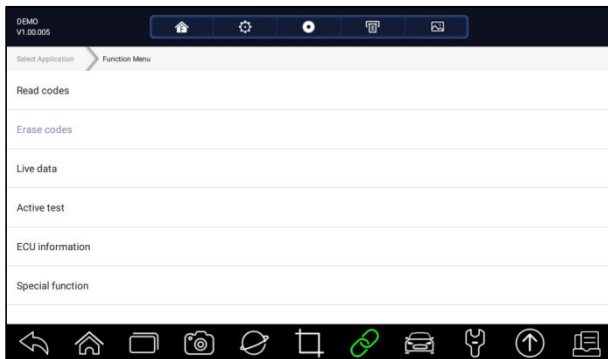 DEMO
V1.00.005
Select Application
Function Menu
Read codes
Erase codes
Live data
Active test
ECU information
Special function